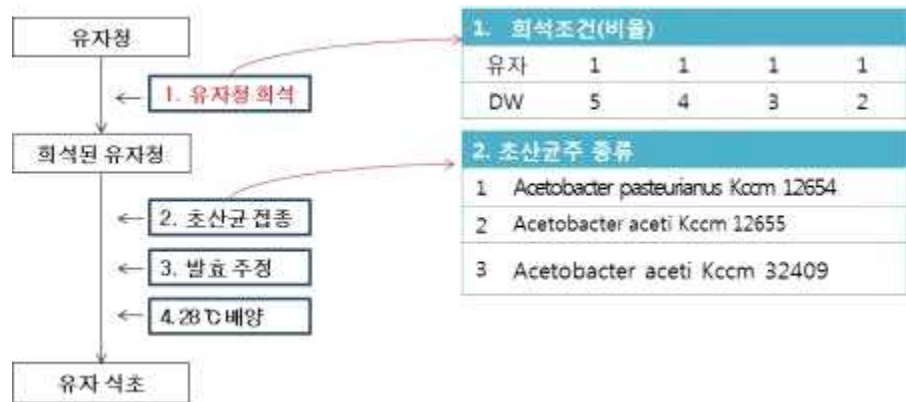 유자청
1. 유자청 희석
희석된 유자청
2. 초산균 접종
3. 발효 주정
4.28℃ 배양
유자 식초
1. 희석조건(비율)
유자 1 1 1 1
DW 5 4 3 2
2. 초산균주 종류
1 Acetobacter pasteurianus Kccm 12654
2 Acetobacter aceti Kccm 12655
3 Acetobacter aceti Kccm 32409